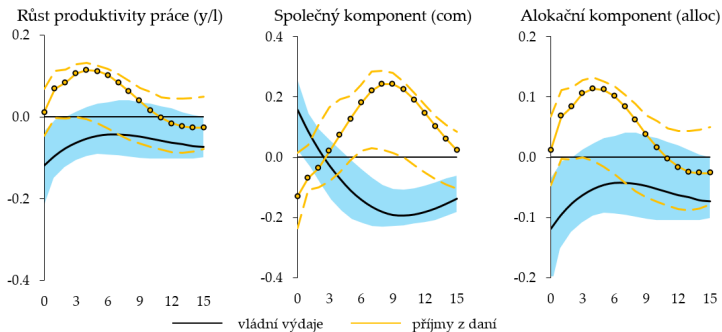 Růst produktivity práce (y/l)
0.2
0.0
-0.2
-0.4
0 3 6 9 12 15
Společný komponent (com)
0.4
0.2
0.0
-0.2
-0.4
0 3 6 9 12 15
Alokační komponent (alloc)
0.2
0.1
0.0
-0.1
-0.2
0 3 6 9 12 15
vládní výdaje
příjmy z daní